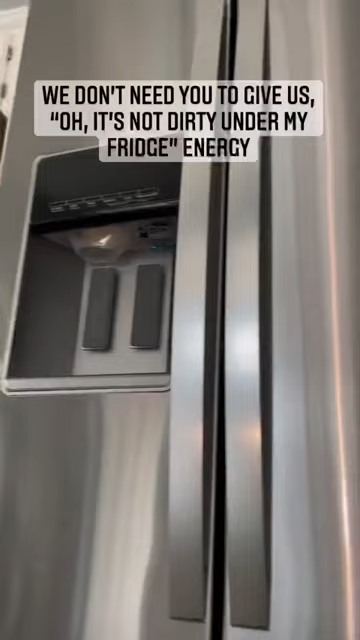 WE DON'T NEED YOU TO GIVE US,
“OH, IT'S NOT DIRTY UNDER MY
FRIDGE” ENERGY